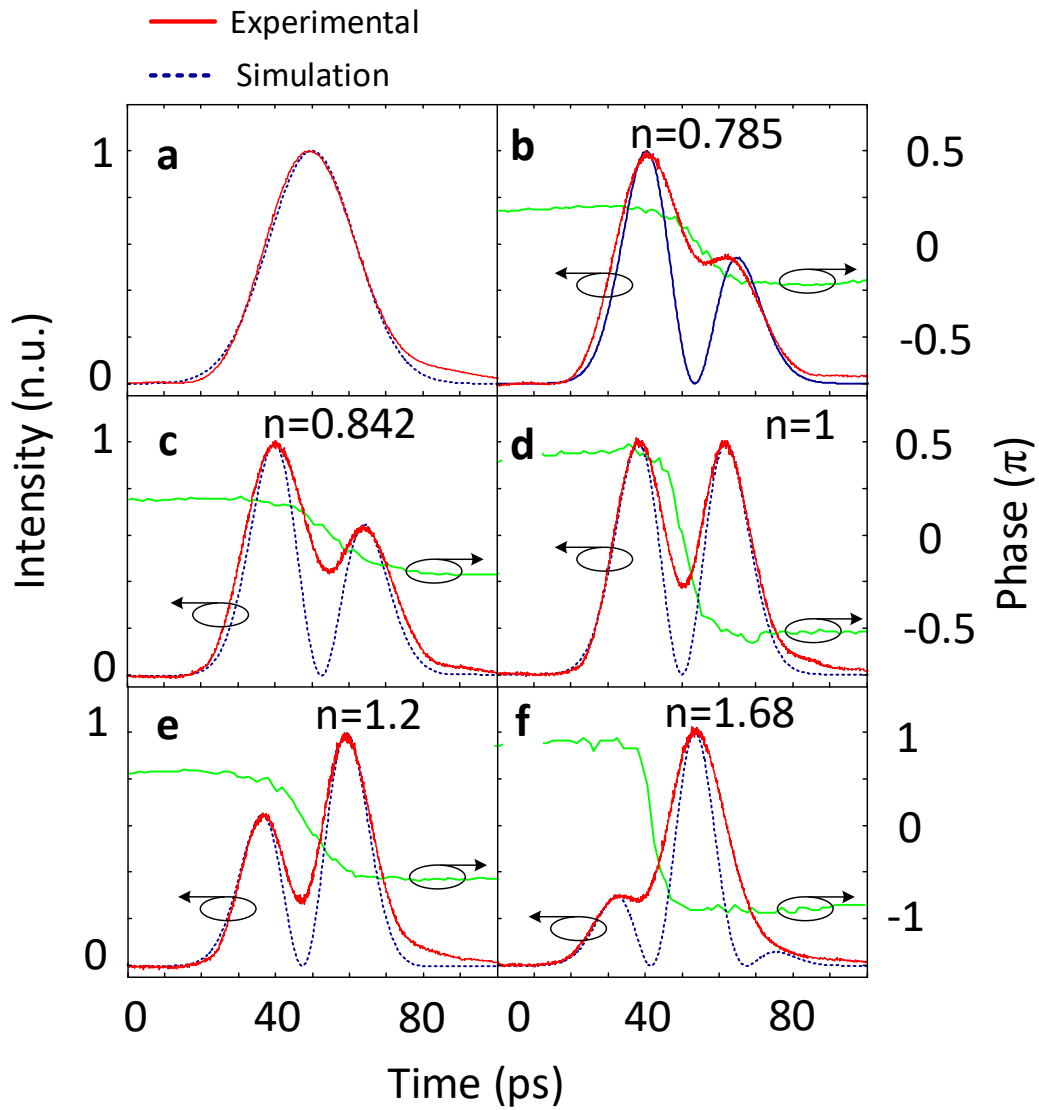 Experimental
Simulation
a
b
n=0.785
1
0
0.5
0
-0.5
c
n=0.842
d
n=1
1
0
0.5
0
-0.5
e
n=1.2
f
n=1.68
1
0
1
0
-1
0 40 80 0 40 80
Time (ps)
Intensity (n.u.)
Phase (π)